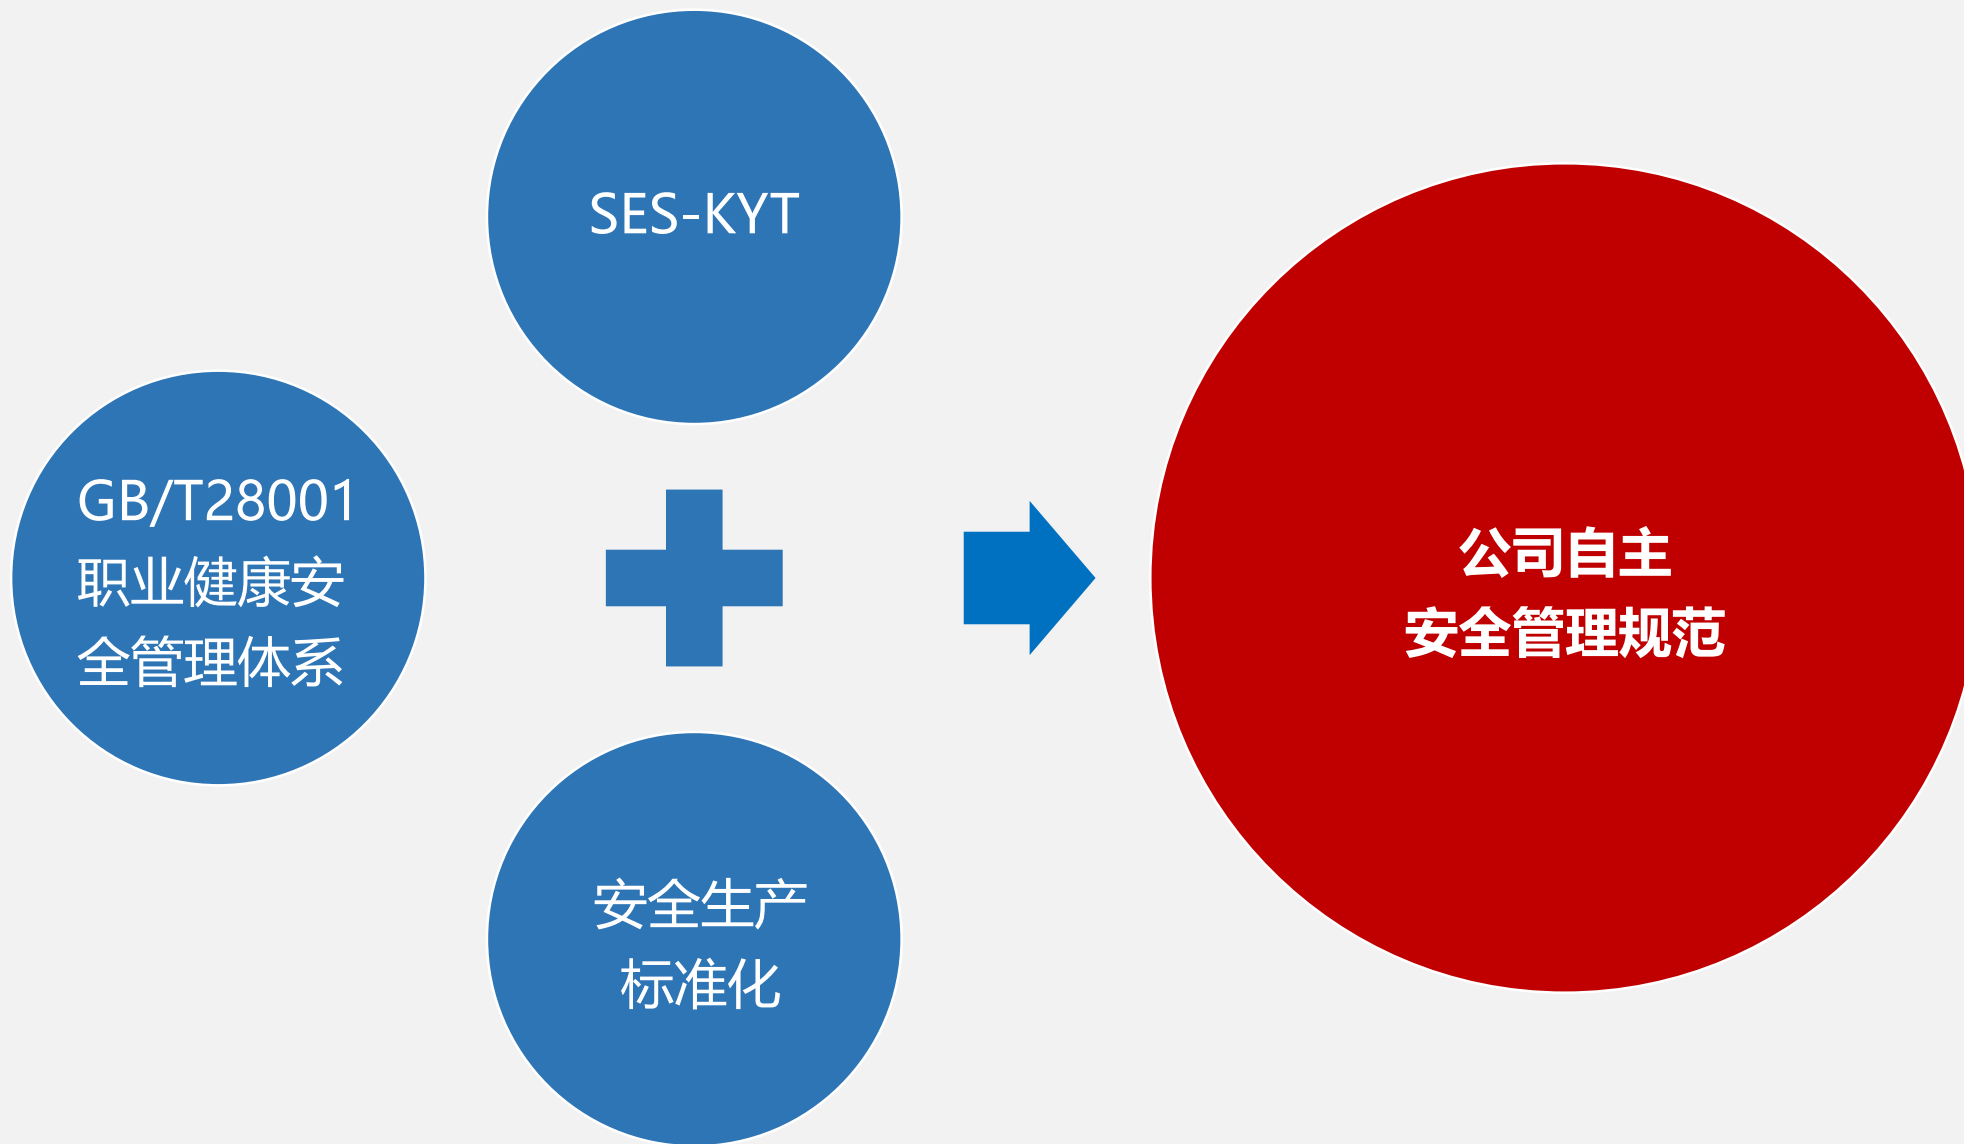 SES-KYT
GB/T28001
职业健康安
全管理体系
安全生产
标准化
公司自主
安全管理规范